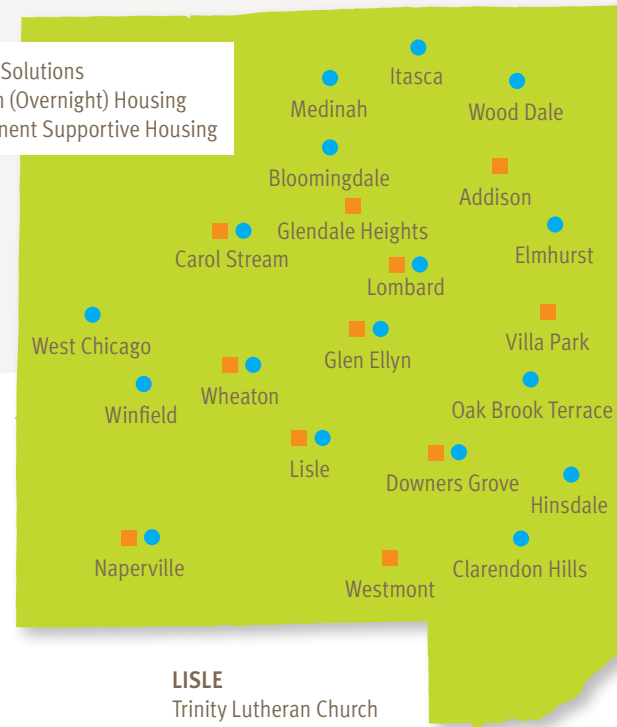 Solutions
(Overnight) Housing
Supportive Housing
Itasca
Medinah
Wood Dale
Bloomingdale
Addison
Glendale Heights
Elmhurst
Carol Stream
Lombard
West Chicago
Villa Park
Glen Ellyn
Wheaton
Oak Brook Terrace
Winfield
Lisle
Downers Grove
Hinsdale
Naperville
Clarendon Hills
Westmont
LISLE
Trinity Lutheran Church